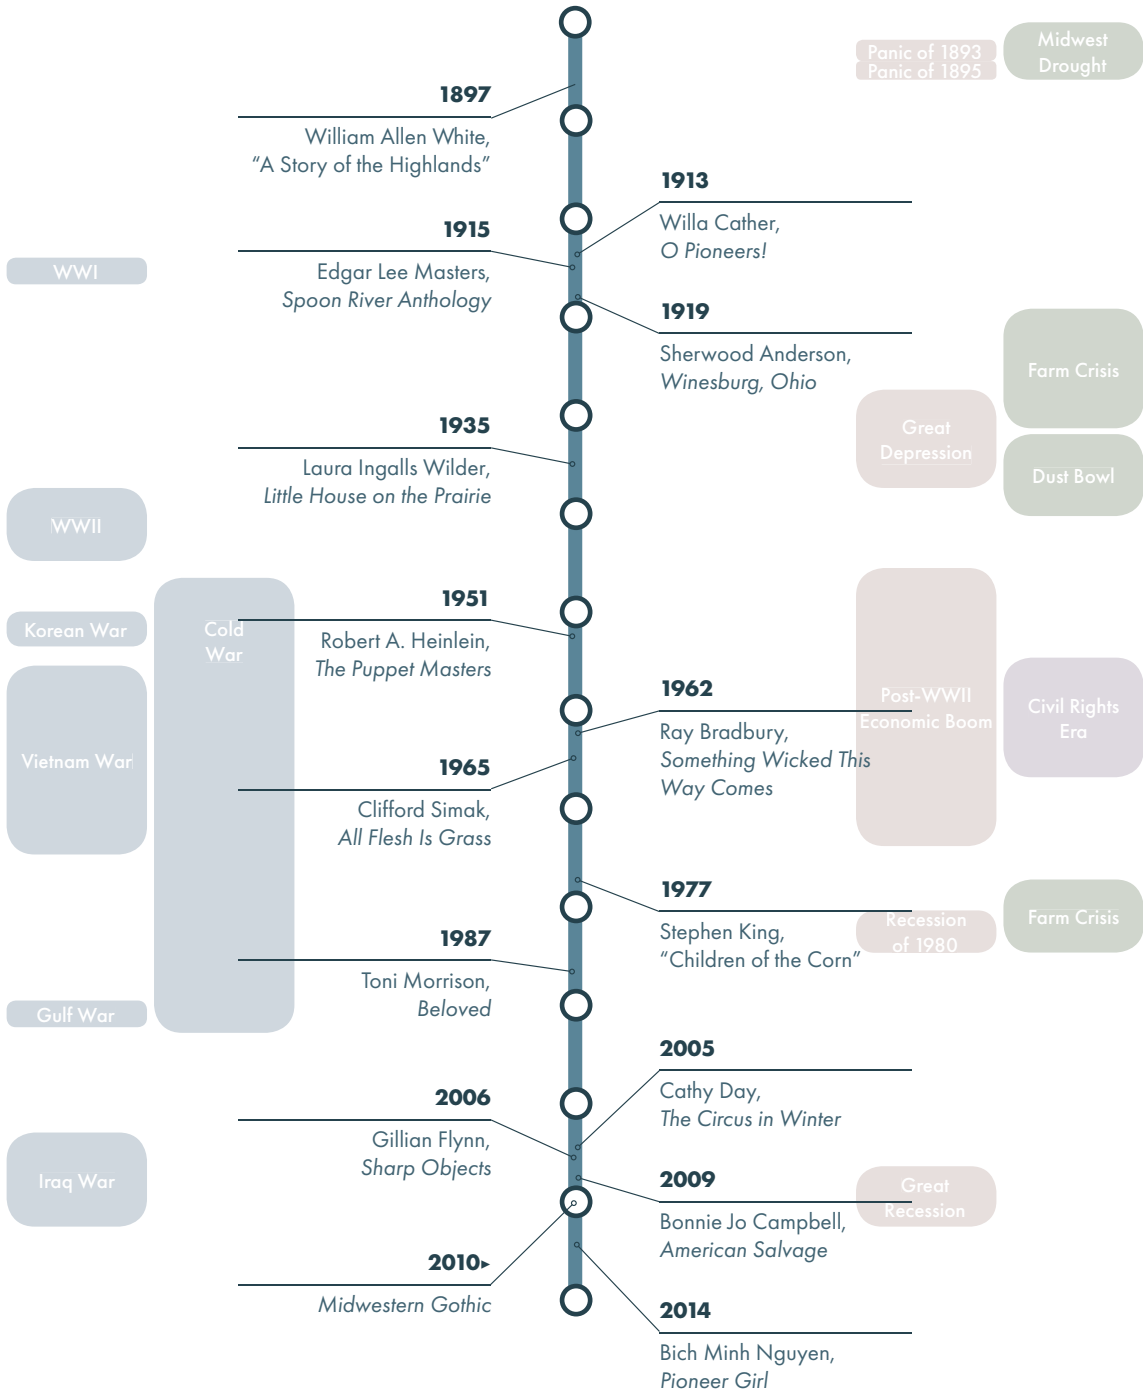 Panic of 1893
Panic of 1895
Midwest
Drought
1897
William Allen White,
“A Story of the Highlands”
1913
Willa Cather,
O Pioneers!
1915
Edgar Lee Masters,
Spoon River Anthology
WWI
1919
Sherwood Anderson,
Winesburg, Ohio
Farm Crisis
Great
Depression
1935
Laura Ingalls Wilder,
Little House on the Prairie
Dust Bowl
WWII
1951
Robert A. Heinlein,
The Puppet Masters
Korean War
Cold
War
1962
Ray Bradbury,
Something Wicked This
Way Comes
Post-WWII
Economic Boom
Civil Rights
Era
Vietnam War
1965
Clifford Simak,
All Flesh Is Grass
1977
Stephen King,
“Children of the Corn”
Recession
of 1980
Farm Crisis
1987
Toni Morrison,
Beloved
Gulf War
2005
Cathy Day,
The Circus in Winter
2006
Gillian Flynn,
Sharp Objects
Iraq War
2009
Bonnie Jo Campbell,
American Salvage
Great
Recession
2010▸
Midwestern Gothic
2014
Bich Minh Nguyen,
Pioneer Girl